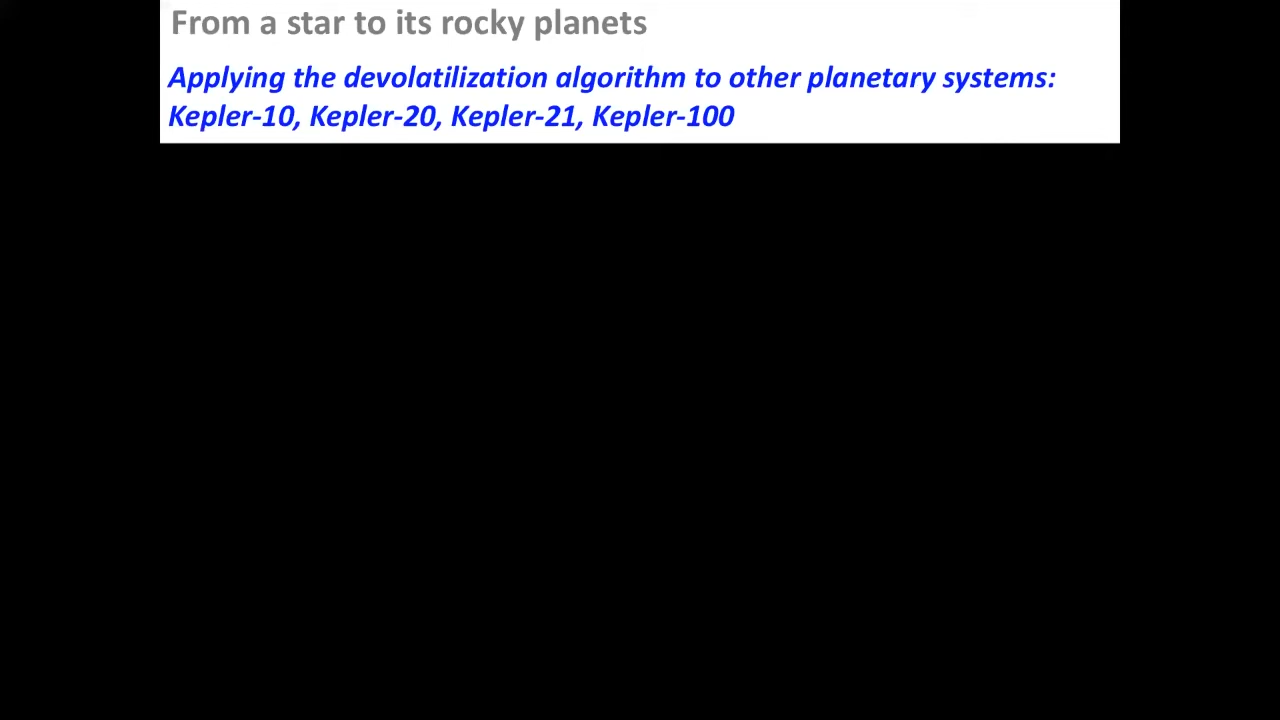 From a star to its rocky planets
Applying the devolatilization algorithm to other planetary systems:
Kepler-10, Kepler-20, Kepler-21, Kepler-100